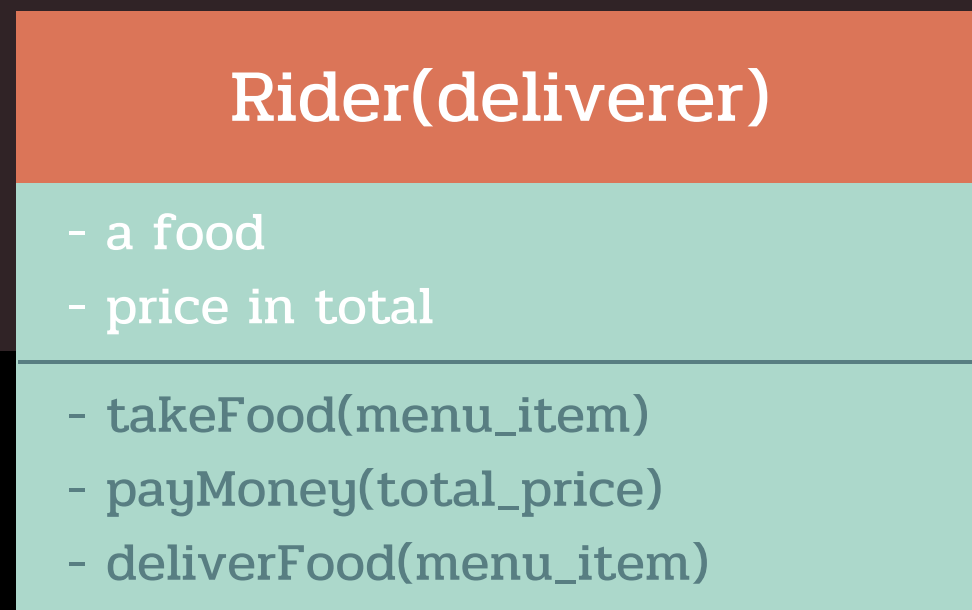 Rider(deliverer)
- a food
- price in total
- takeFood(menu_item)
- payMoney(total_price)
- deliverFood(menu_item)